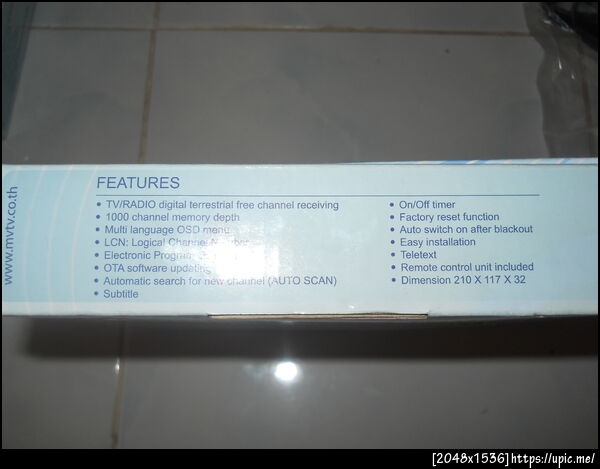 www.mvtv.co.th
FEATURES
• TV/RADIO digital terrestrial free channel receiving
• 1000 channel memory depth
• Multi language OSD menu
• LCN: Logical Channel Number
• Electronic Program
• OTA software updating
• Automatic search for new channel (AUTO SCAN)
• Subtitle
• On/Off timer
• Factory reset function
• Auto switch on after blackout
• Easy installation
• Teletext
• Remote control unit included
• Dimension 210 X 117 X 32
[2048x1536]https://upic.me/